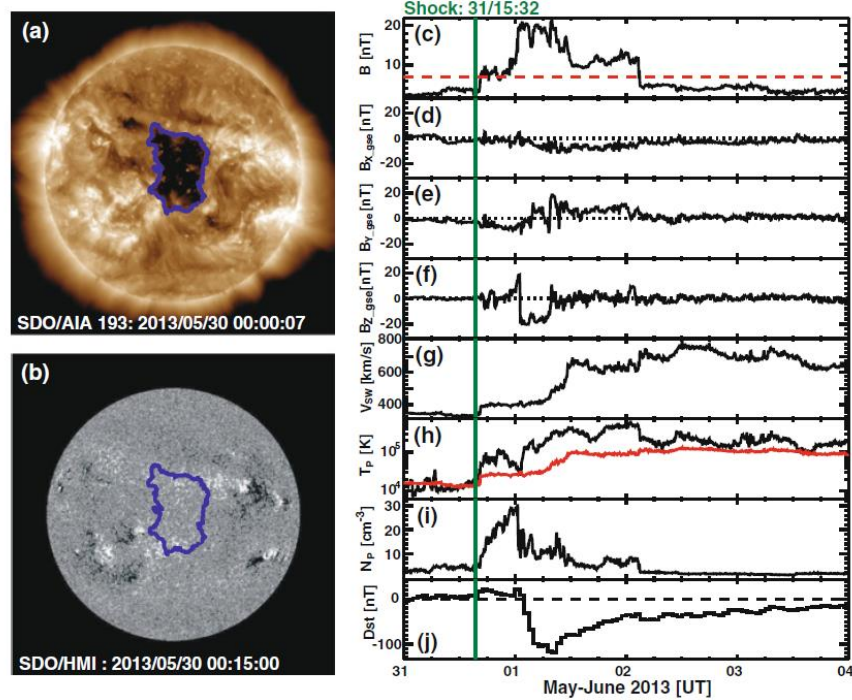 (a)
SDO/AIA 193: 2013/05/30 00:00:07
(b)
SDO/HMI : 2013/05/30 00:15:00
Shock: 31/15:32
(c)
B [nT]
20
10
(d)
BX_gse[nT]
20
0
-20
(e)
BY_gse[nT]
20
0
-20
(f)
BZ_gse[nT]
20
0
-20
(g)
VSW [km/s]
800
600
400
(h)
TP [K]
10^5
10^4
(i)
NP [cm^-3]
30
20
10
(j)
Dst [nT]
0
-100
31 01 02 03 04
May-June 2013 [UT]